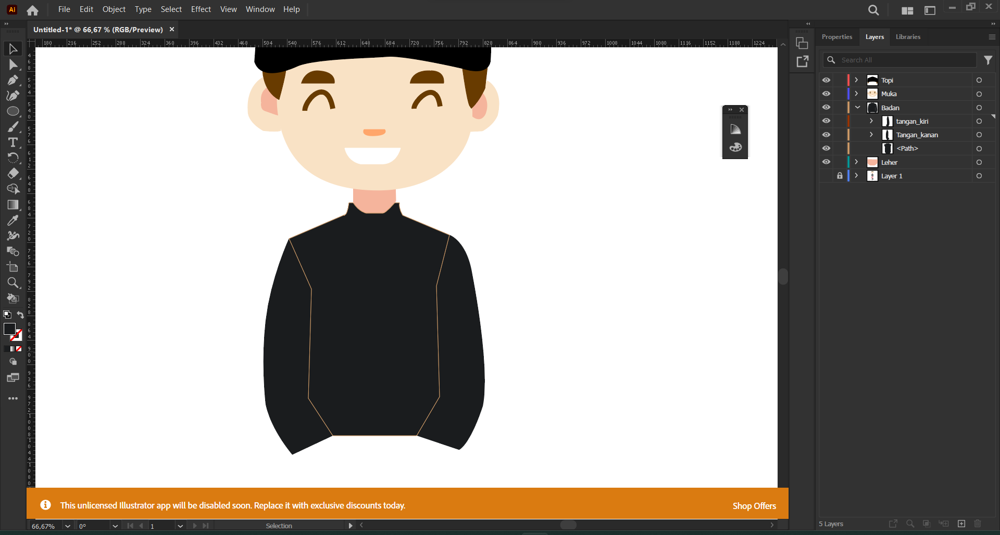 Ai File Edit Object Type Select Effect View Window Help
Untitled-1* @ 66,67 % (RGB/Preview)
180 216 252 288 324 360 396 432 468 504 540 576 612 648 684 720 756 792 828 864 900 936 972 1008 1044 1080 1116 1152 1188 1224
Properties Layers Libraries
Search All
Topi
Muka
Badan
tangan_kiri
Tangan_kanan
<Path>
Leher
Layer 1
This unlicensed Illustrator app will be disabled soon. Replace it with exclusive discounts today.
Shop Offers
66,67% 0° 1 Selection
5 Layers